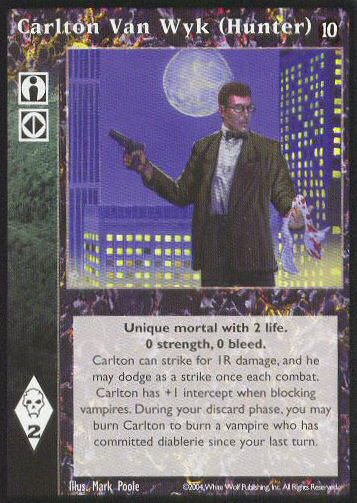 Carlton Van Wyk (Hunter) 10
Unique mortal with 2 life.
0 strength, 0 bleed.
Carlton can strike for 1R damage, and he
may dodge as a strike once each combat.
Carlton has +1 intercept when blocking
vampires. During your discard phase, you may
burn Carlton to burn a vampire who has
committed diablerie since your last turn.
2
Illus. Mark Poole
©2004, White Wolf Publishing, Inc. All Rights Reserved.